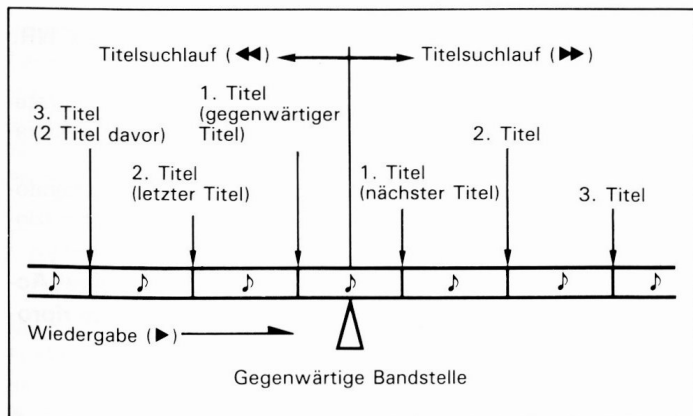 Titelsuchlauf (◀◀)
Titelsuchlauf (▶▶)
1. Titel
(gegenwärtiger
Titel)
3. Titel
(2 Titel davor)
2. Titel
2. Titel
(letzter Titel)
1. Titel
(nächster Titel)
3. Titel
Wiedergabe (▶)
Gegenwärtige Bandstelle